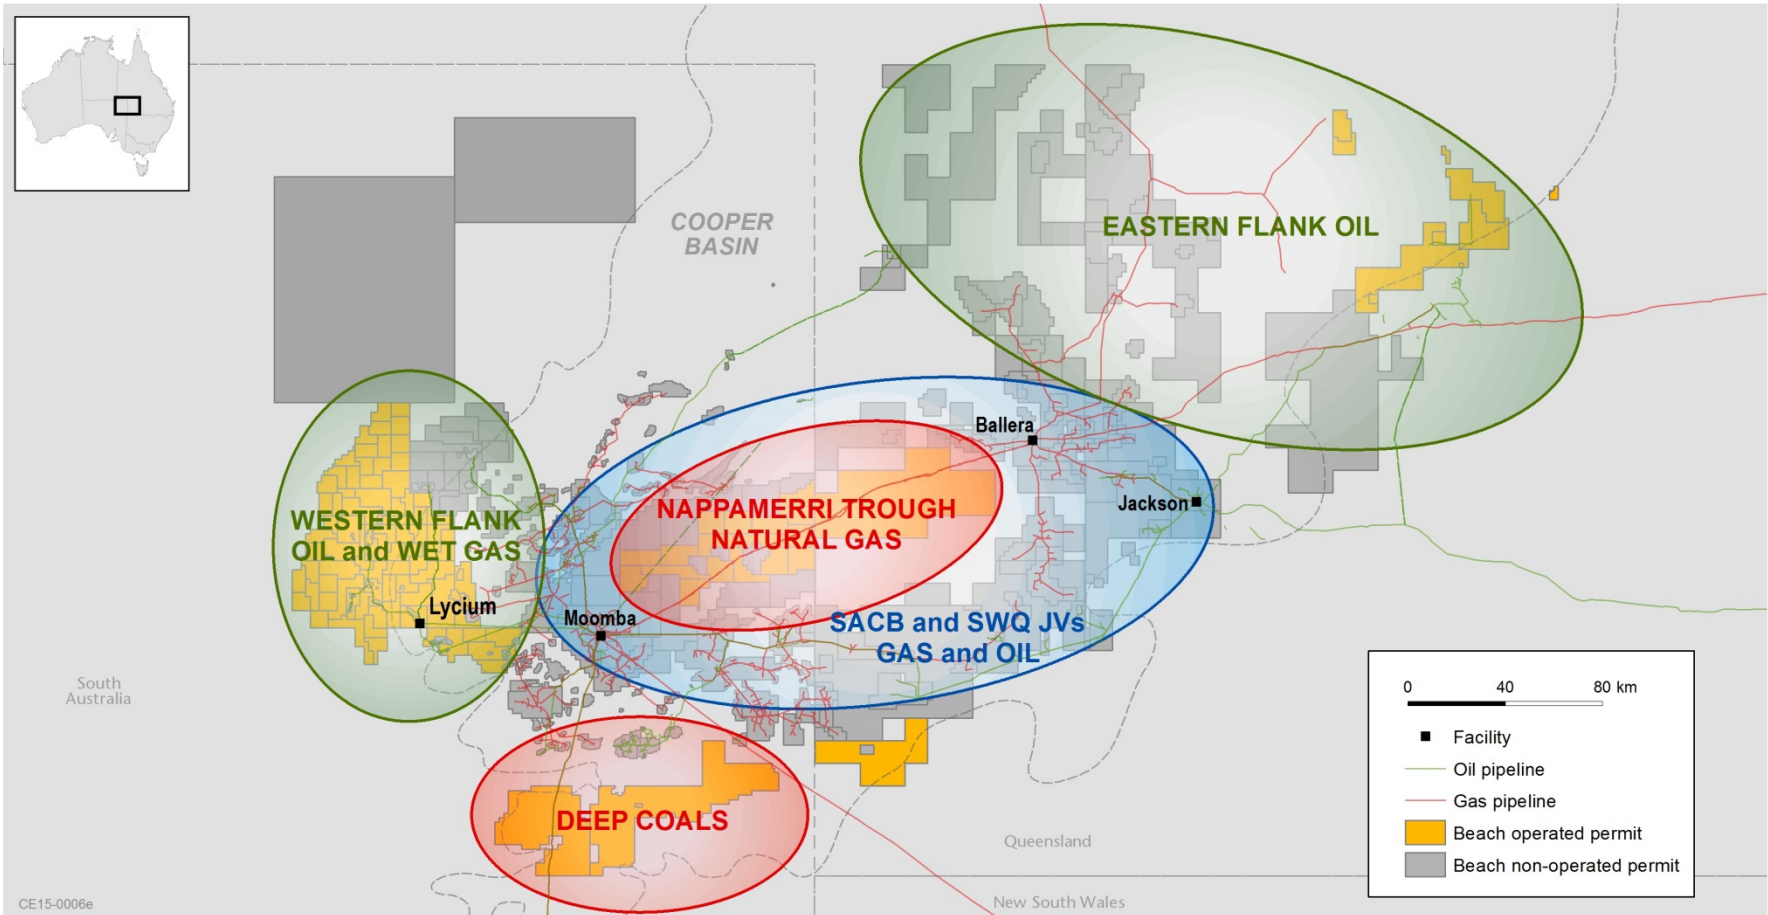 COOPER
BASIN
EASTERN FLANK OIL
Ballera
Jackson
NAPPAMERRI TROUGH
NATURAL GAS
WESTERN FLANK
OIL and WET GAS
Lycium
Moomba
SACB and SWQ JVs
GAS and OIL
South
Australia
DEEP COALS
Queensland
New South Wales
0 40 80 km
Facility
Oil pipeline
Gas pipeline
Beach operated permit
Beach non-operated permit
CE15-0006e